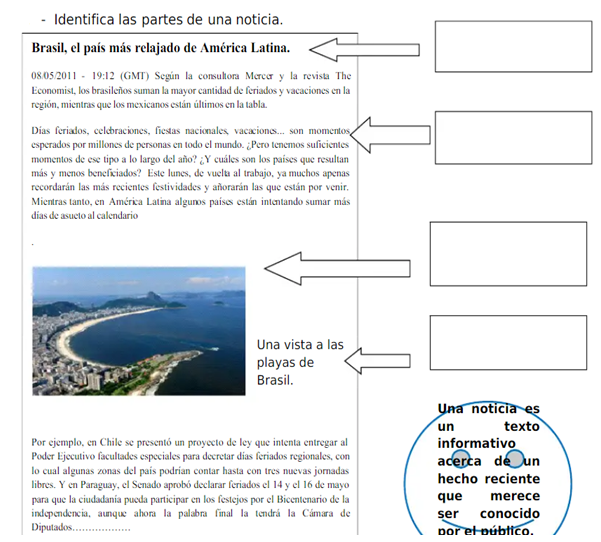 - Identifica las partes de una noticia.
Brasil, el país más relajado de América Latina.
08/05/2011 - 19:12 (GMT) Según la consultora Mercer y la revista The
Economist, los brasileños suman la mayor cantidad de feriados y vacaciones en la
región, mientras que los mexicanos están últimos en la tabla.
Días feriados, celebraciones, fiestas nacionales, vacaciones... son momentos
esperados por millones de personas en todo el mundo. ¿Pero tenemos suficientes
momentos de ese tipo a lo largo del año? ¿Y cuáles son los países que resultan
más y menos beneficiados? Este lunes, de vuelta al trabajo, ya muchos apenas
recordarán las más recientes festividades y añorarán las que están por venir.
Mientras tanto, en América Latina algunos países están intentando sumar más
días de asueto al calendario
.
Una vista a las
playas de
Brasil.
Por ejemplo, en Chile se presentó un proyecto de ley que intenta entregar al
Poder Ejecutivo facultades especiales para decretar días feriados regionales, con
lo cual algunas zonas del país podrían contar hasta con tres nuevas jornadas
libres. Y en Paraguay, el Senado aprobó declarar feriados el 14 y el 16 de mayo
para que la ciudadanía pueda participar en los festejos por el Bicentenario de la
independencia, aunque ahora la palabra final la tendrá la Cámara de
Diputados………………
Una noticia es
un texto
informativo
acerca de un
hecho reciente
que merece
ser conocido
por el público.